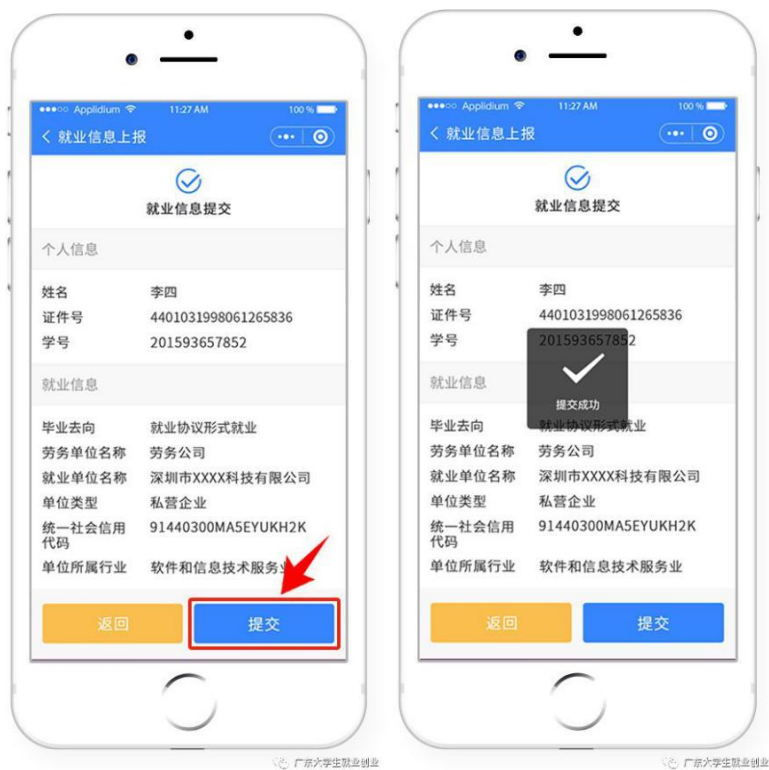 Applidium 11:27 AM 100 %
就业信息上报
就业信息提交
个人信息
姓名 李四
证件号 4401031998061265836
学号 201593657852
就业信息
毕业去向 就业协议形式就业
劳务单位名称 劳务公司
就业单位名称 深圳市XXXX科技有限公司
单位类型 私营企业
统一社会信用 91440300MA5EYUKH2K
代码
单位所属行业 软件和信息技术服务业
返回 提交
广东大学生就业创业
Applidium 11:27 AM 100 %
就业信息上报
就业信息提交
个人信息
姓名 李四
证件号 4401031998061265836
学号 201593657852
提交成功
就业信息
毕业去向 就业协议形式就业
劳务单位名称 劳务公司
就业单位名称 深圳市XXXX科技有限公司
单位类型 私营企业
统一社会信用 91440300MA5EYUKH2K
代码
单位所属行业 软件和信息技术服务业
返回 提交
广东大学生就业创业